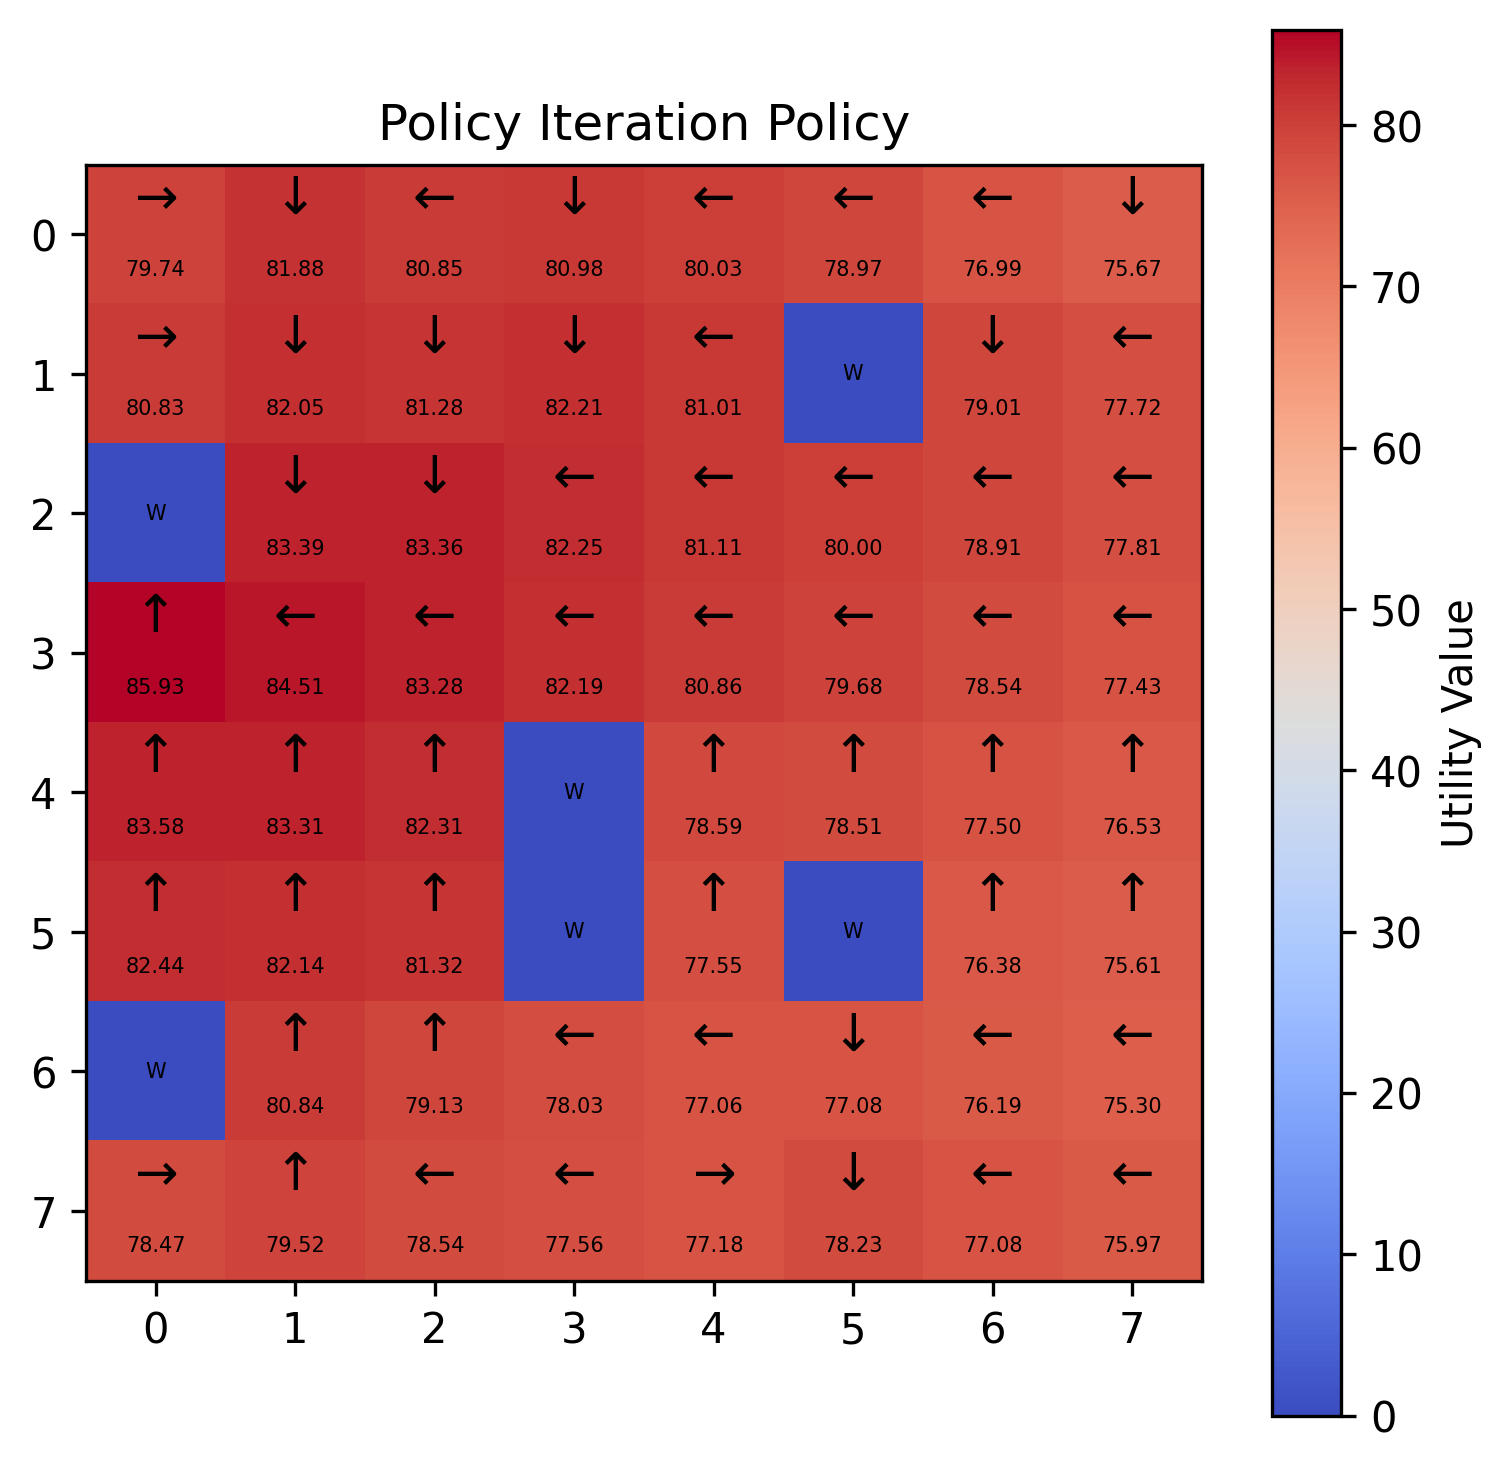 Policy Iteration Policy
→ ↓ ← ↓ ← ← ← ↓
0
79.74 81.88 80.85 80.98 80.03 78.97 76.99 75.67
→ ↓ ↓ ↓ ← ↓ ←
1 W
80.83 82.05 81.28 82.21 81.01 79.01 77.72
↓ ↓ ← ← ← ← ←
2 W
83.39 83.36 82.25 81.11 80.00 78.91 77.81
↑ ← ← ← ← ← ← ←
3
85.93 84.51 83.28 82.19 80.86 79.68 78.54 77.43
↑ ↑ ↑ ↑ ↑ ↑ ↑
4 W
83.58 83.31 82.31 78.59 78.51 77.50 76.53
↑ ↑ ↑ ↑ ↑ ↑
5 W W
82.44 82.14 81.32 77.55 76.38 75.61
↑ ↑ ← ← ↓ ← ←
6 W
80.84 79.13 78.03 77.06 77.08 76.19 75.30
→ ↑ ← ← → ↓ ← ←
7
78.47 79.52 78.54 77.56 77.18 78.23 77.08 75.97
0 1 2 3 4 5 6 7
80
70
60
50
40
30
20
10
0
Utility Value